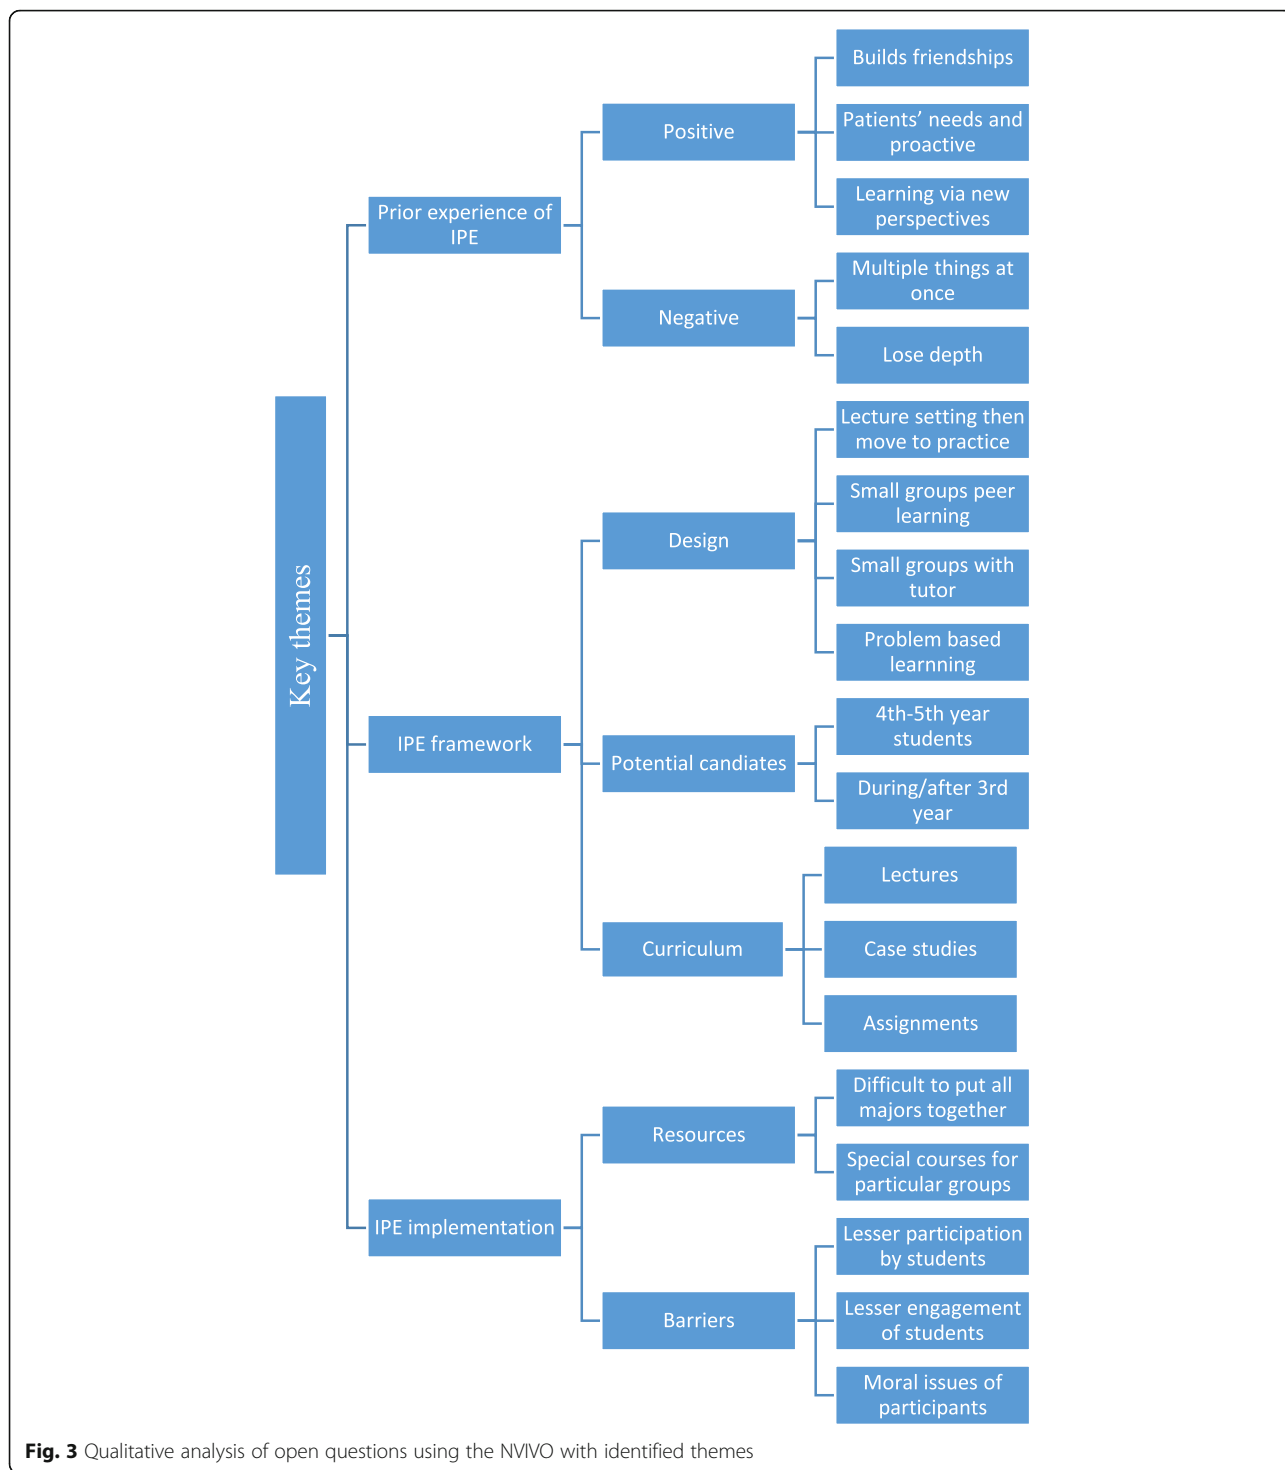 Key themes
Prior experience of
IPE
Positive
Builds friendships
Patients' needs and
proactive
Learning via new
perspectives
Negative
Multiple things at
once
Lose depth
IPE framework
Design
Lecture setting then
move to practice
Small groups peer
learning
Small groups with
tutor
Problem based
learnning
Potential candiates
4th-5th year
students
During/after 3rd
year
Curriculum
Lectures
Case studies
Assignments
IPE implementation
Resources
Difficult to put all
majors together
Special courses for
particular groups
Barriers
Lesser participation
by students
Lesser engagement
of students
Moral issues of
participants
Fig. 3 Qualitative analysis of open questions using the NVIVO with identified themes